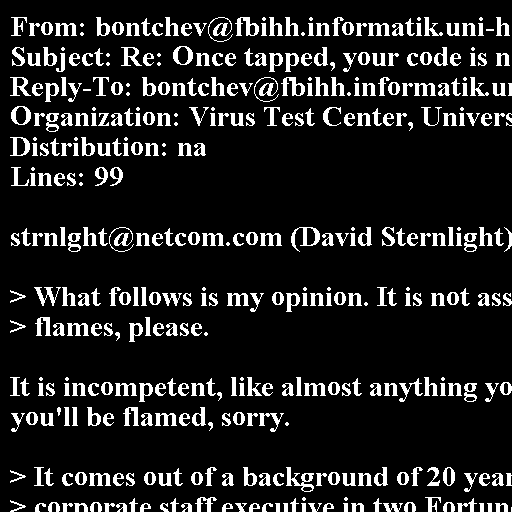 From: bontchev@fbihh.informatik.uni-h
Subject: Re: Once tapped, your code is n
Reply-To: bontchev@fbihh.informatik.u
Organization: Virus Test Center, Univers
Distribution: na
Lines: 99

strnlght@netcom.com (David Sternlight)

> What follows is my opinion. It is not ass
> flames, please.

It is incompetent, like almost anything yo
you'll be flamed, sorry.

> It comes out of a background of 20 year
> corporate staff executive in two Fortun